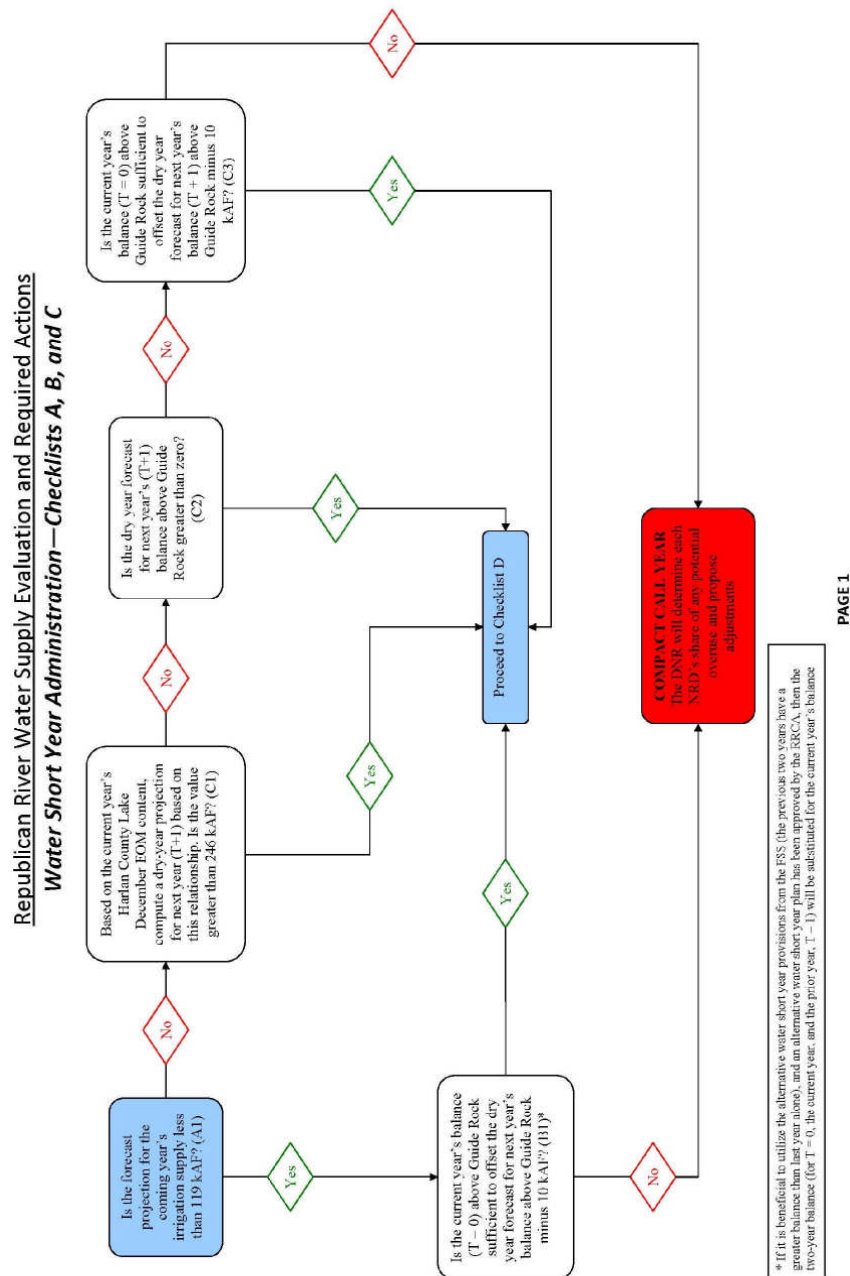 Republican River Water Supply Evaluation and Required Actions
Water Short Year Administration—Checklists A, B, and C
Is the forecast
projection for the
coming year's
irrigation supply less
than 119 kAF? (A1)
No
Based on the current year's
Harlan County Lake
December EOM content,
compute a dry-year projection
for next year (T+1) based on
this relationship. Is the value
greater than 246 kAF? (C1)
No
Is the dry year forecast
for next year's (T+1)
balance above Guide
Rock greater than zero?
(C2)
No
Is the current year's
balance (T = 0) above
Guide Rock sufficient to
offset the dry year
forecast for next year's
balance (T + 1) above
Guide Rock minus 10
kAF? (C3)
No
Yes
Yes
Yes
Yes
Is the current year's balance
(T – 0) above Guide Rock
sufficient to offset the dry
year forecast for next year's
balance above Guide Rock
minus 10 kAF? (B1)*
Yes
Proceed to Checklist D
No
COMPACT CALL YEAR
The DNR will determine each
NRD's share of any potential
overuse and propose
adjustments
* If it is beneficial to utilize the alternative water short year provisions from the FSS (the previous two years have a
greater balance than last year alone), and an alternative water short year plan has been approved by the RRCA, then the
two-year balance (for T = 0, the current year, and the prior year, T – 1) will be substituted for the current year's balance
PAGE 1